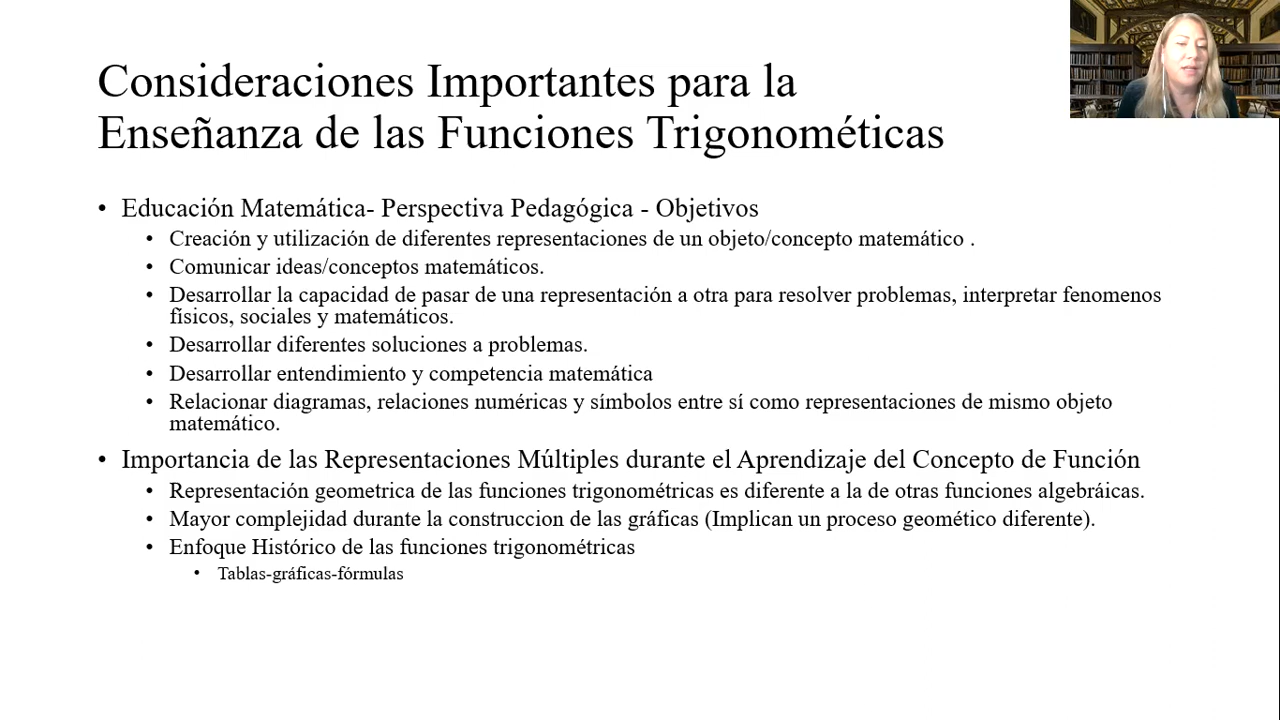 Consideraciones Importantes para la
Enseñanza de las Funciones Trigonométicas
• Educación Matemática- Perspectiva Pedagógica - Objetivos
• Creación y utilización de diferentes representaciones de un objeto/concepto matemático .
• Comunicar ideas/conceptos matemáticos.
• Desarrollar la capacidad de pasar de una representación a otra para resolver problemas, interpretar fenomenos
físicos, sociales y matemáticos.
• Desarrollar diferentes soluciones a problemas.
• Desarrollar entendimiento y competencia matemática
• Relacionar diagramas, relaciones numéricas y símbolos entre sí como representaciones de mismo objeto
matemático.
• Importancia de las Representaciones Múltiples durante el Aprendizaje del Concepto de Función
• Representación geometrica de las funciones trigonométricas es diferente a la de otras funciones algebráicas.
• Mayor complejidad durante la construccion de las gráficas (Implican un proceso geomético diferente).
• Enfoque Histórico de las funciones trigonométricas
• Tablas-gráficas-fórmulas